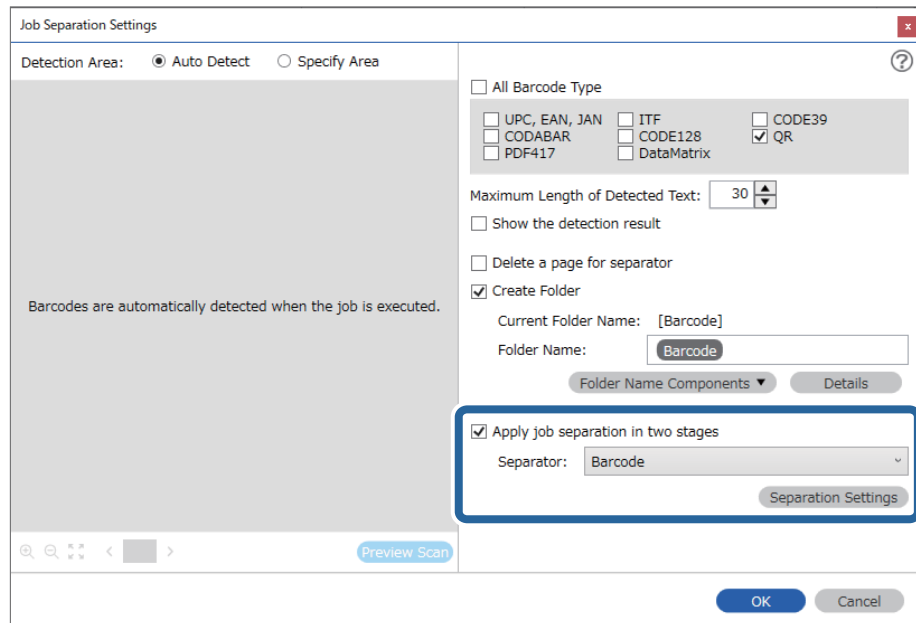 Job Separation Settings
x
Detection Area: Auto Detect Specify Area
?
All Barcode Type
UPC, EAN, JAN ITF CODE39
CODABAR CODE128 QR
PDF417 DataMatrix
Maximum Length of Detected Text: 30
Show the detection result
Delete a page for separator
Barcodes are automatically detected when the job is executed.
Create Folder
Current Folder Name: [Barcode]
Folder Name: Barcode
Folder Name Components Details
Apply job separation in two stages
Separator: Barcode
Separation Settings
Preview Scan
OK Cancel